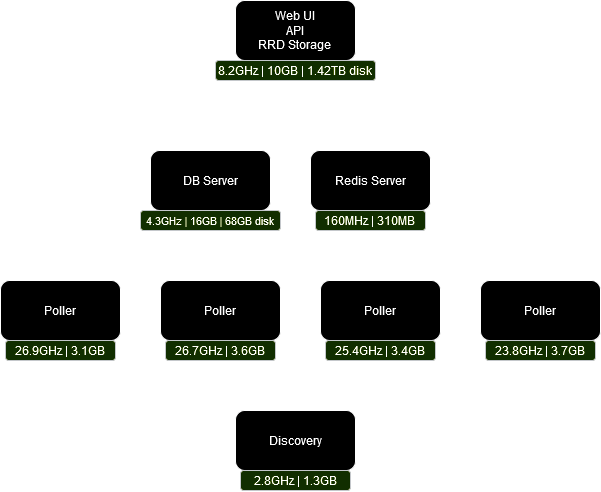 Web UI
API
RRD Storage
8.2GHz | 10GB | 1.42TB disk
DB Server
4.3GHz | 16GB | 68GB disk
Redis Server
160MHz | 310MB
Poller
26.9GHz | 3.1GB
Poller
26.7GHz | 3.6GB
Poller
25.4GHz | 3.4GB
Poller
23.8GHz | 3.7GB
Discovery
2.8GHz | 1.3GB